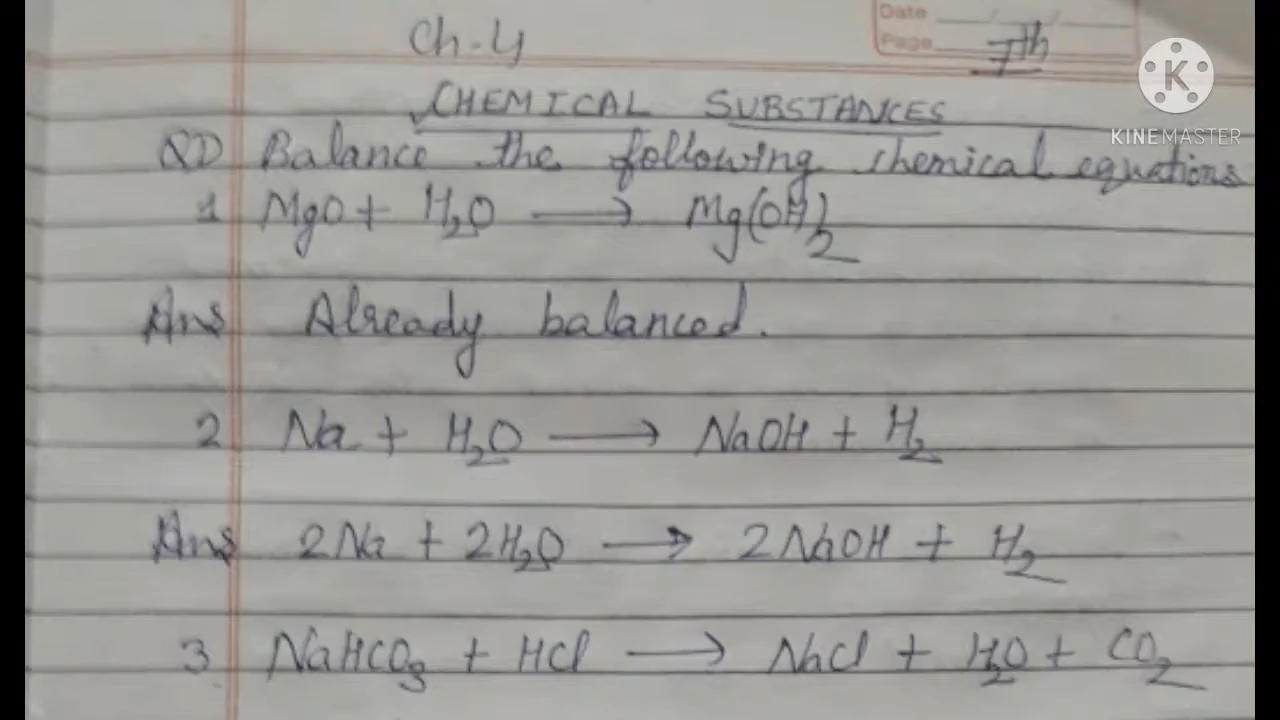 Date
Page 7th
Ch-4
CHEMICAL SUBSTANCES
Q1) Balance the following chemical equations
1 MgO + H₂O → Mg(OH)₂
Ans Already balanced.
2 Na + H₂O → NaOH + H₂
Ans 2Na + 2H₂O → 2NaOH + H₂
3 NaHCO₃ + HCl → NaCl + H₂O + CO₂
K
KINEMASTER